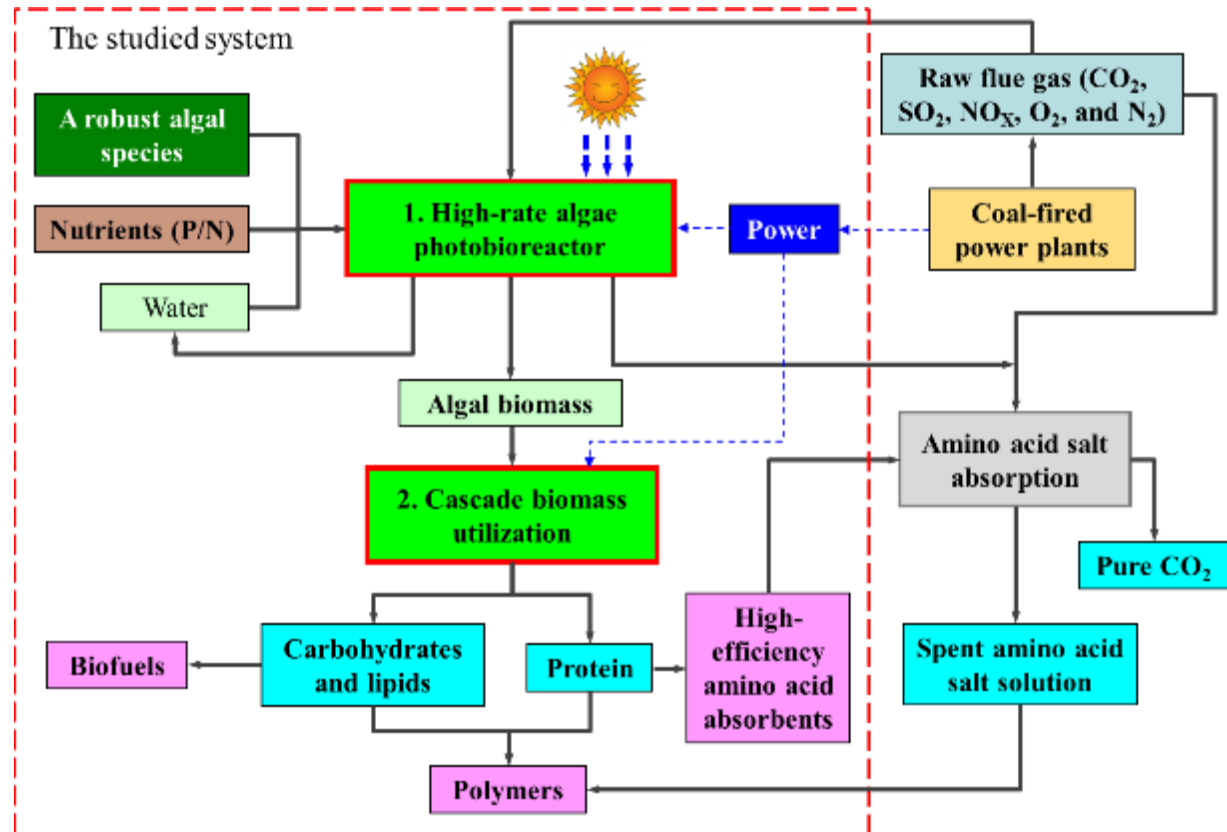 The studied system
Raw flue gas (CO₂,
SO₂, NOₓ, O₂, and N₂)
A robust algal
species
1. High-rate algae
photobioreactor
Nutrients (P/N)
Power
Coal-fired
power plants
Water
Algal biomass
Amino acid salt
absorption
2. Cascade biomass
utilization
Pure CO₂
Biofuels
Carbohydrates
and lipids
Protein
High-
efficiency
amino acid
absorbents
Spent amino acid
salt solution
Polymers